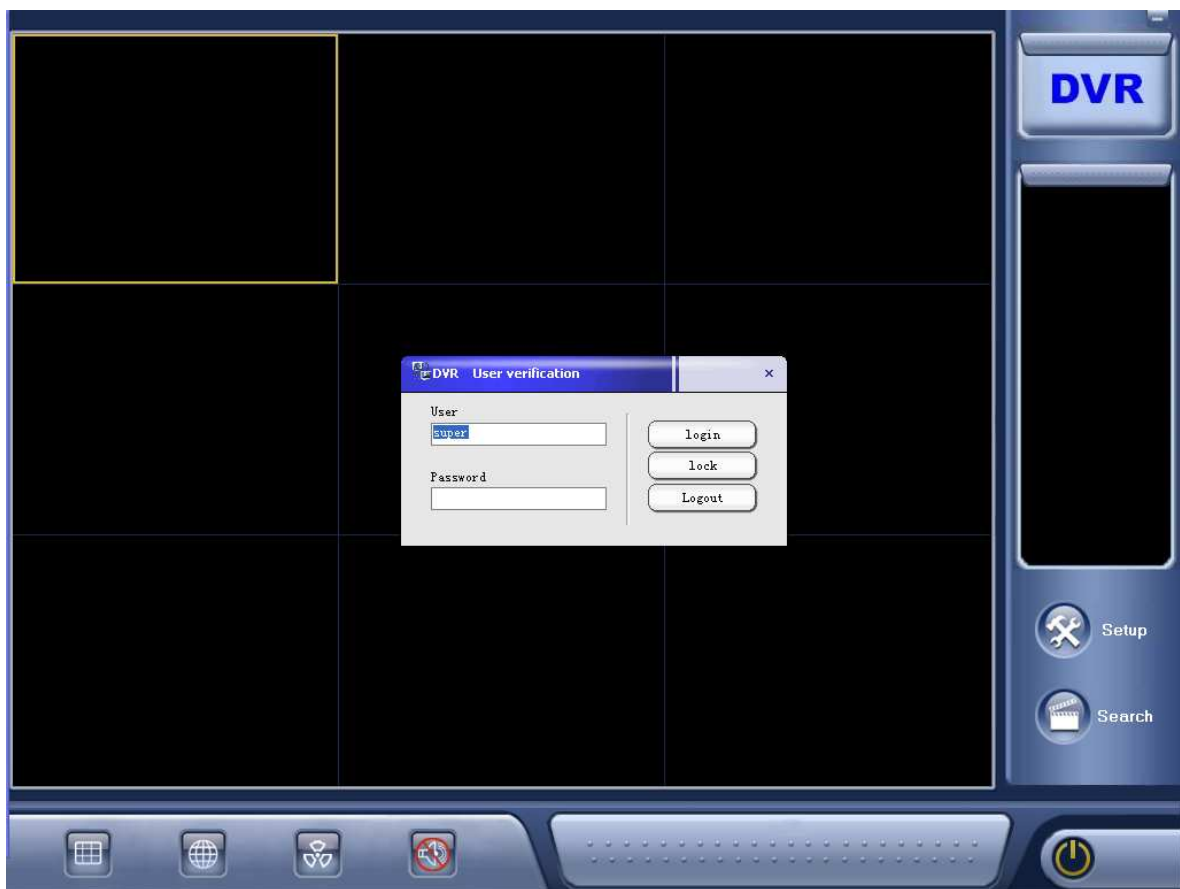 DVR
DVR User verification
User
super
Password
login
lock
Logout
Setup
Search